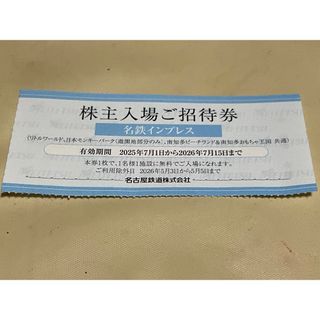 株主入場ご招待券
名鉄インプレス
(リトルワールド、日本モンキーパーク(遊園地部分のみ)、南知多ビーチランド&南知多おもちゃ王国 共通)
有効期間 2025年7月1日から2026年7月15日まで
本券1枚で、1名様1施設に無料でご入場になれます。
ご利用除外日 2026年5月3日から5月5日まで
名古屋鉄道株式会社